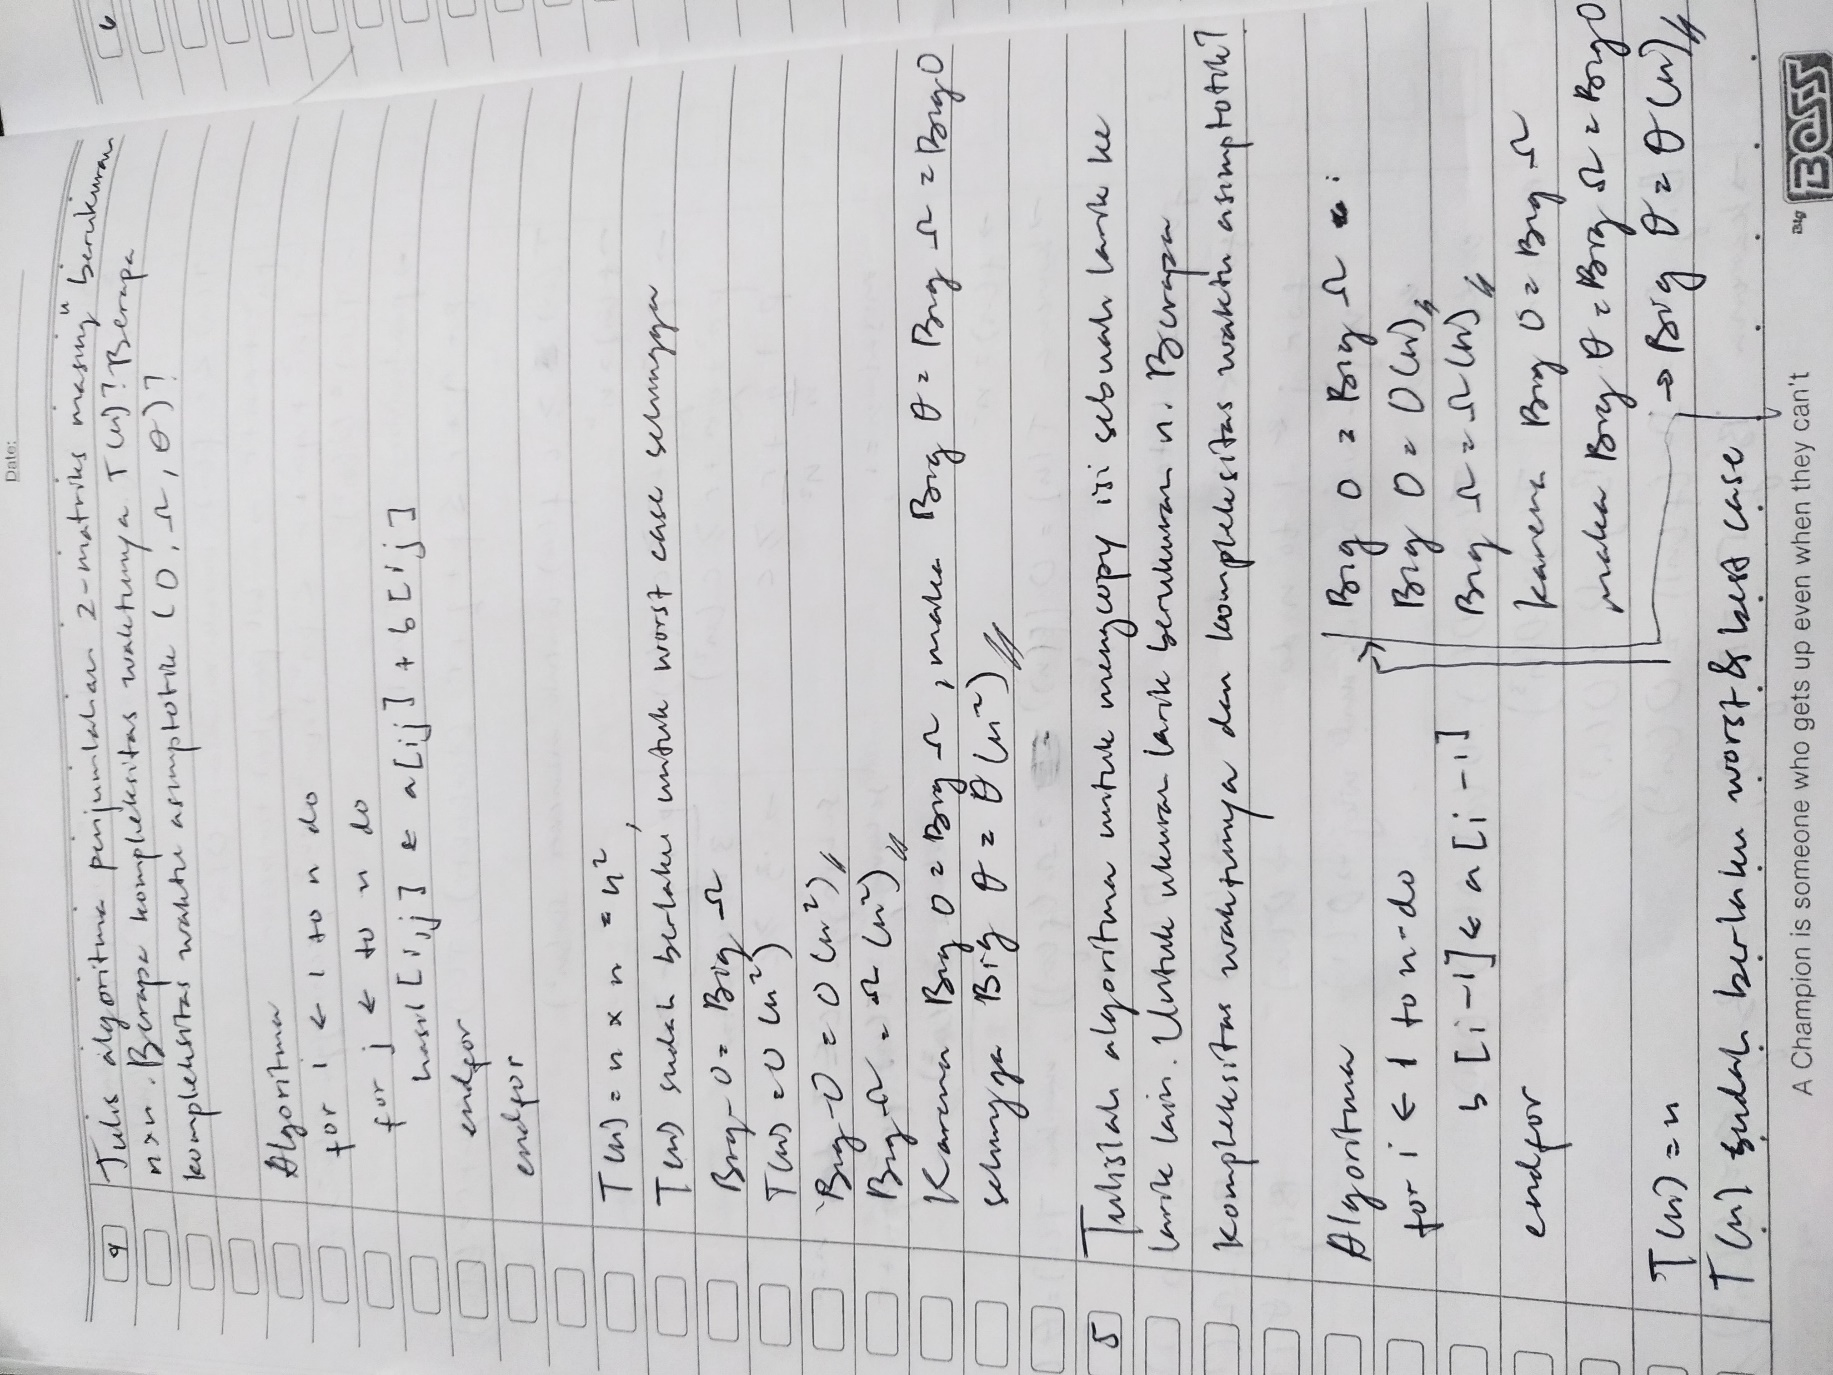 Date:
6
4 Tulis algoritma penjumlahan 2-matriks masing" berukuran
nxn. Berapa kompleksitas waktunya T(n)? Berapa
kompleksitas waktu asimptotik (O, Ω, θ)?
Algoritma
for i ← 1 to n do
for j ← to n do
hasil [i,j] ← a[ij] + b[ij]
endfor
endfor
T(n) = n x n = n²
T(n) sudah berlaku untuk worst case sehingga
Big-O = Big Ω
T(n) = O(n²)
Big-O = O(n²)
Big-Ω = Ω(n²)
Karena Big O = Big Ω, maka Big θ = Big Ω = Big O
sehingga Big θ = θ(n²)
5 Tulislah algoritma untuk mengcopy isi sebuah larik ke
larik lain. Untuk ukuran larik berukuran n. Berapa
kompleksitas waktunya dan kompleksitas waktu asimptotik?
Algoritma
for i ← 1 to n-do
b[i-1] ← a[i-1]
endfor
T(n) = n
T(n) sudah berlaku worst & best case
Big O = Big Ω :
Big O = O(n)
Big Ω = Ω(n)
karena Big O = Big Ω
maka Big θ = Big Ω = Big O
→ Big θ = θ(n)
A Champion is someone who gets up even when they can't
BOSS